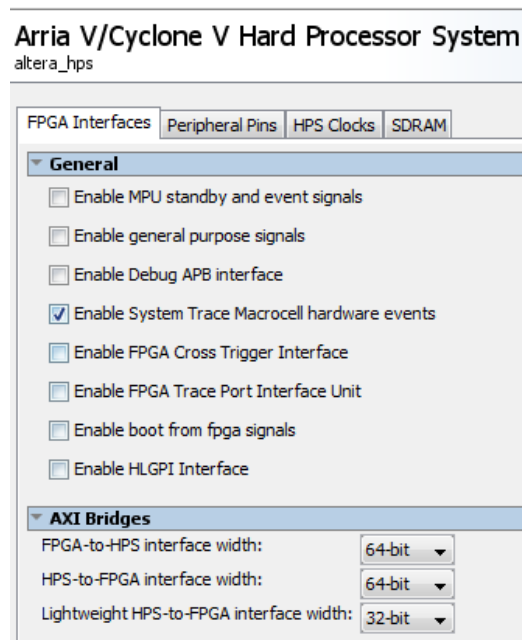 Arria V/Cyclone V Hard Processor System
altera_hps
FPGA Interfaces Peripheral Pins HPS Clocks SDRAM
General
Enable MPU standby and event signals
Enable general purpose signals
Enable Debug APB interface
Enable System Trace Macrocell hardware events
Enable FPGA Cross Trigger Interface
Enable FPGA Trace Port Interface Unit
Enable boot from fpga signals
Enable HLGPI Interface
AXI Bridges
FPGA-to-HPS interface width: 64-bit
HPS-to-FPGA interface width: 64-bit
Lightweight HPS-to-FPGA interface width: 32-bit